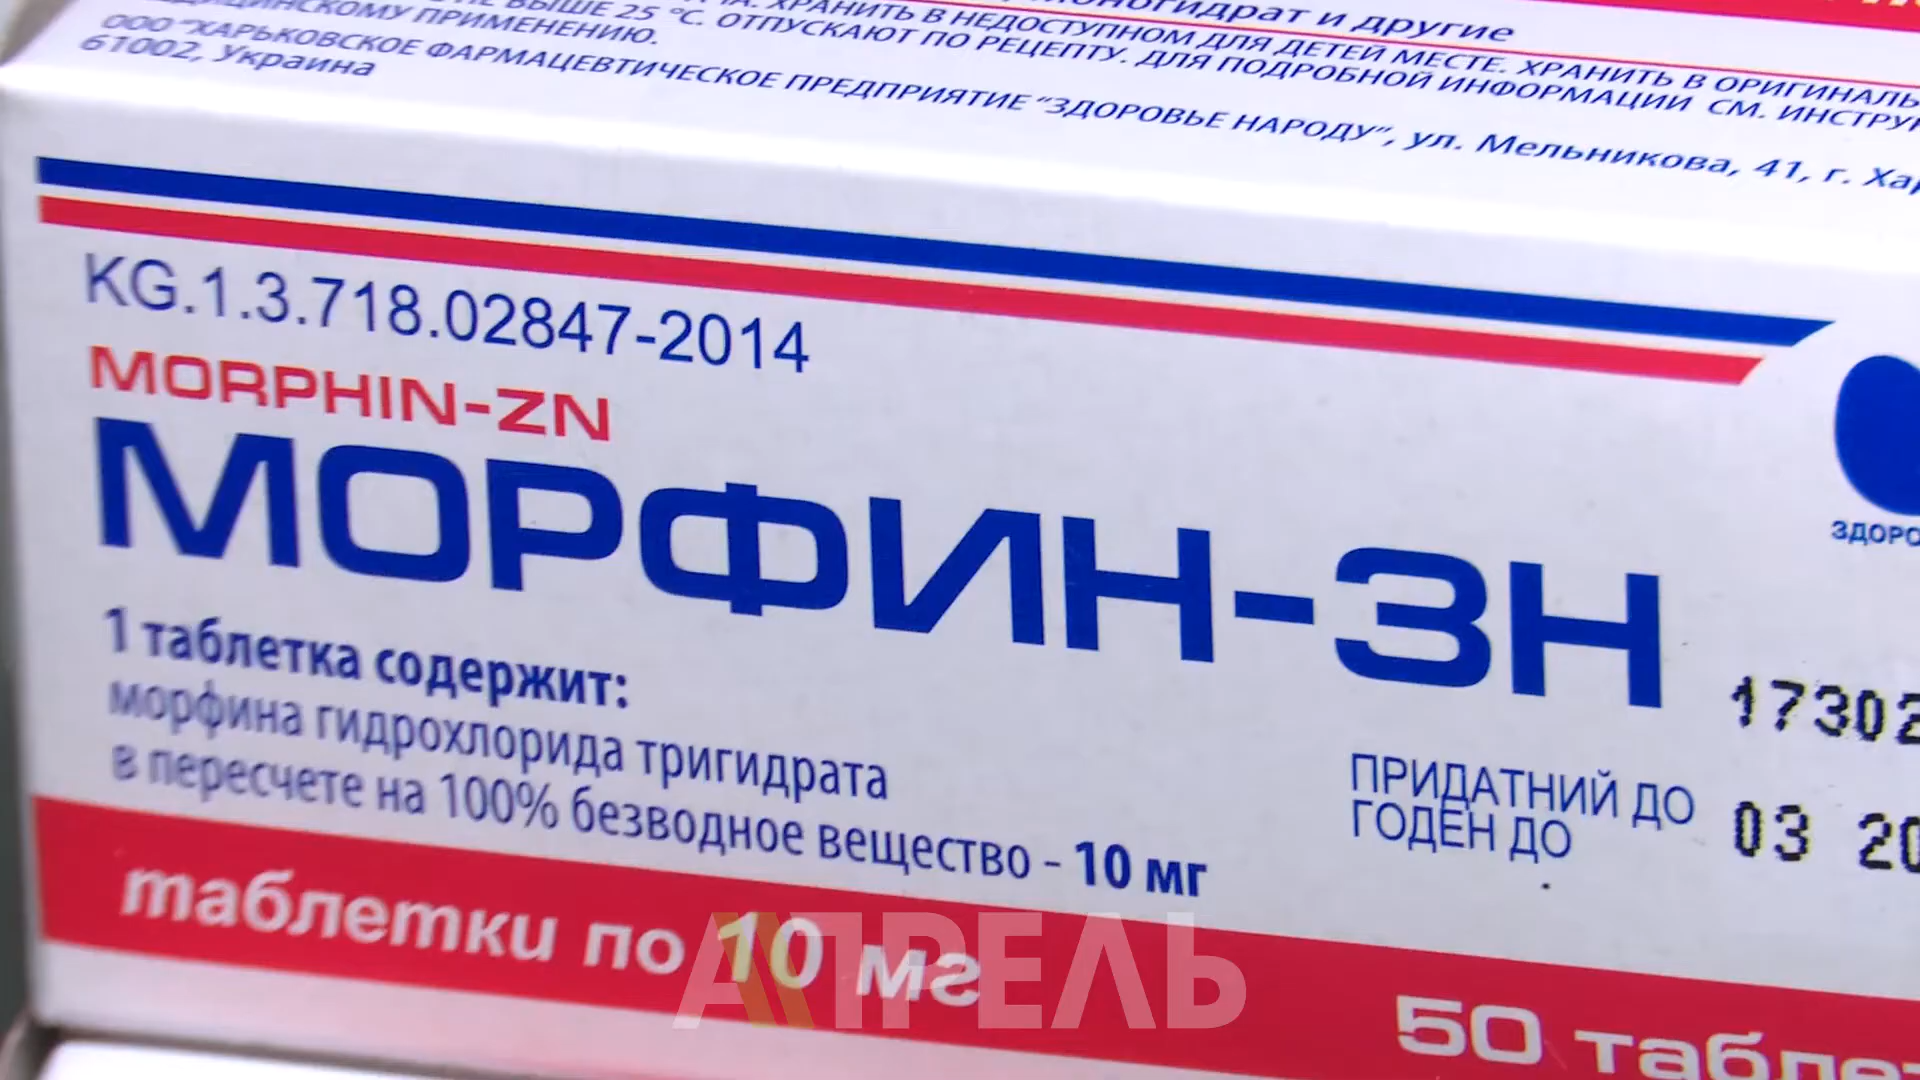 моногидрат и другие
ХРАНИТЬ В НЕДОСТУПНОМ ДЛЯ ДЕТЕЙ МЕСТЕ. ХРАНИТЬ В ОРИГИНАЛЬ
НЕ ВЫШЕ 25 °С. ОТПУСКАЮТ ПО РЕЦЕПТУ. ДЛЯ ПОДРОБНОЙ ИНФОРМАЦИИ СМ. ИНСТРУК
МЕДИЦИНСКОМУ ПРИМЕНЕНИЮ.
ООО "ХАРЬКОВСКОЕ ФАРМАЦЕВТИЧЕСКОЕ ПРЕДПРИЯТИЕ "ЗДОРОВЬЕ НАРОДУ", ул. Мельникова, 41, г. Хар
61002, Украина
KG.1.3.718.02847-2014
MORPHIN-ZN
МОРФИН-ЗН
ЗДОРО
1 таблетка содержит:
морфина гидрохлорида тригидрата
в пересчете на 100% безводное вещество - 10 мг
17302
ПРИДАТНИЙ ДО
ГОДЕН ДО
03 20
таблетки по 10 мг
50 таблет
АПРЕЛЬ